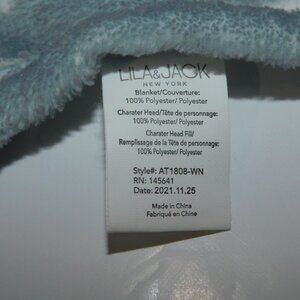 LILA&JACK
NEW YORK
Blanket/Couverture:
100% Polyester/ Polyester
Charater Head/Tête de personnage:
100% Polyester/ Polyester
Charater Head Fill/
Remplissage de la Tête de personnage:
100% Polyester/ Polyester
Style#: AT1808-WN
RN: 145641
Date: 2021.11.25
Made in China
Fabriqué en Chine